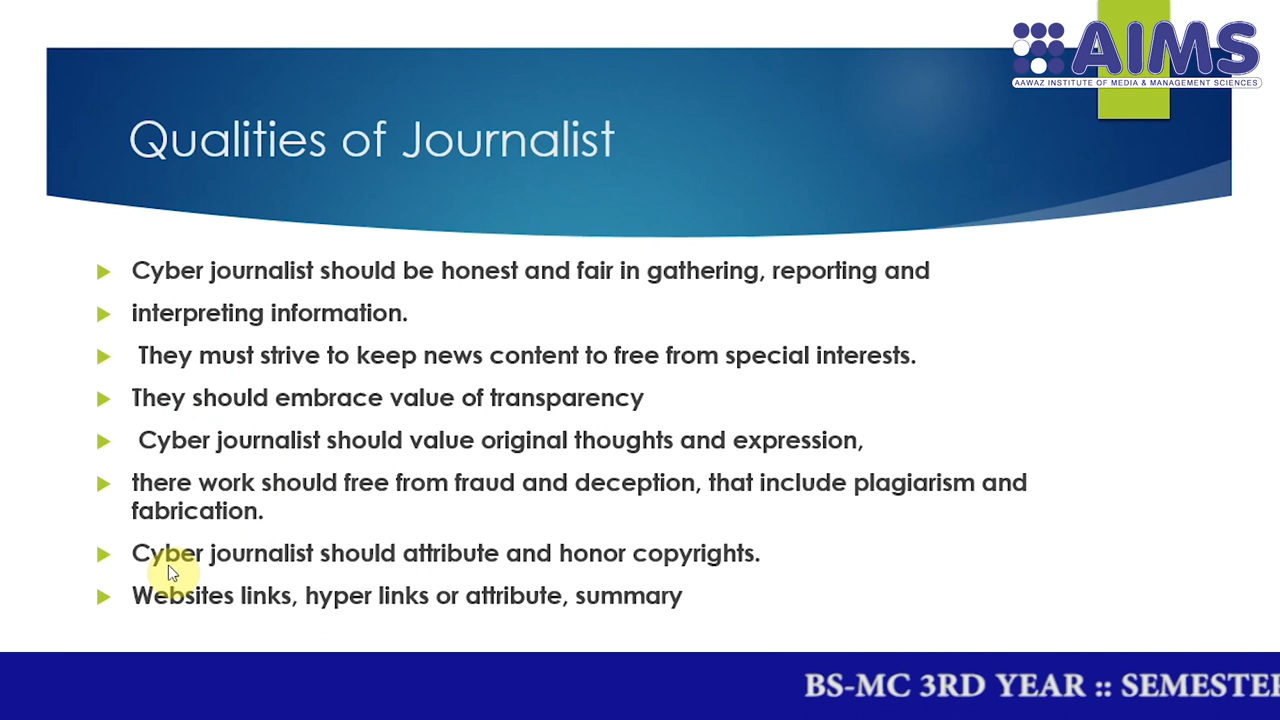 AIMS
AAWAZ INSTITUTE OF MEDIA & MANAGEMENT SCIENCES
Qualities of Journalist
Cyber journalist should be honest and fair in gathering, reporting and
interpreting information.
They must strive to keep news content to free from special interests.
They should embrace value of transparency
Cyber journalist should value original thoughts and expression,
there work should free from fraud and deception, that include plagiarism and
fabrication.
Cyber journalist should attribute and honor copyrights.
Websites links, hyper links or attribute, summary
BS-MC 3RD YEAR :: SEMESTER